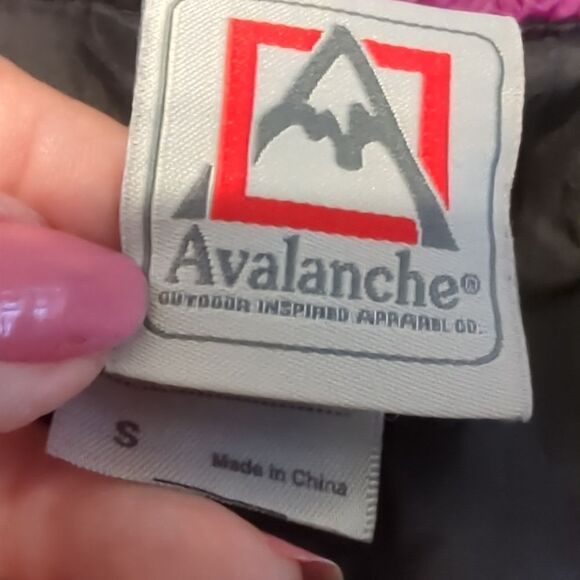 Avalanche®
OUTDOOR INSPIRED APPAREL CO.
S
Made in China